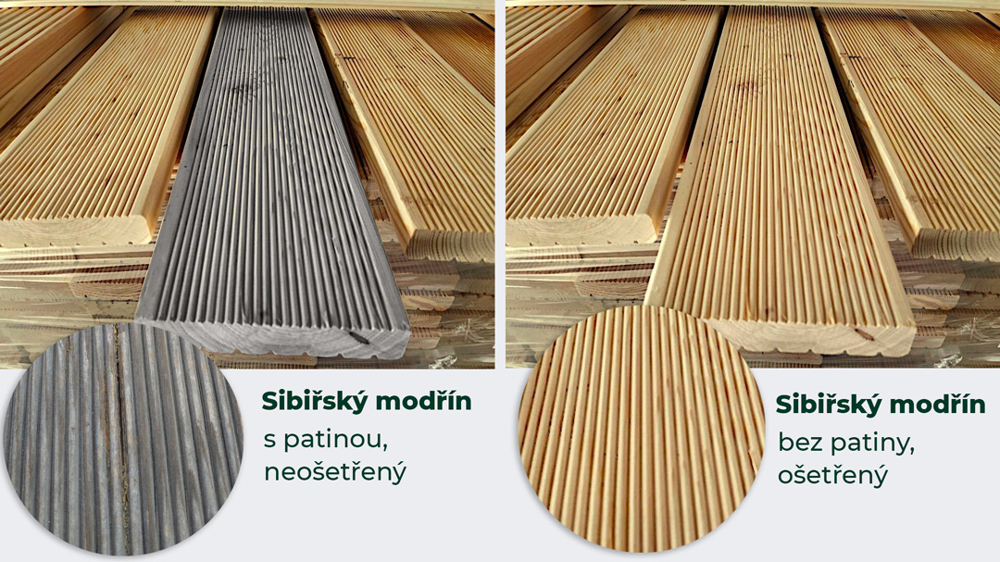 Sibiřský modřín
s patinou,
neošetřený
Sibiřský modřín
bez patiny,
ošetřený